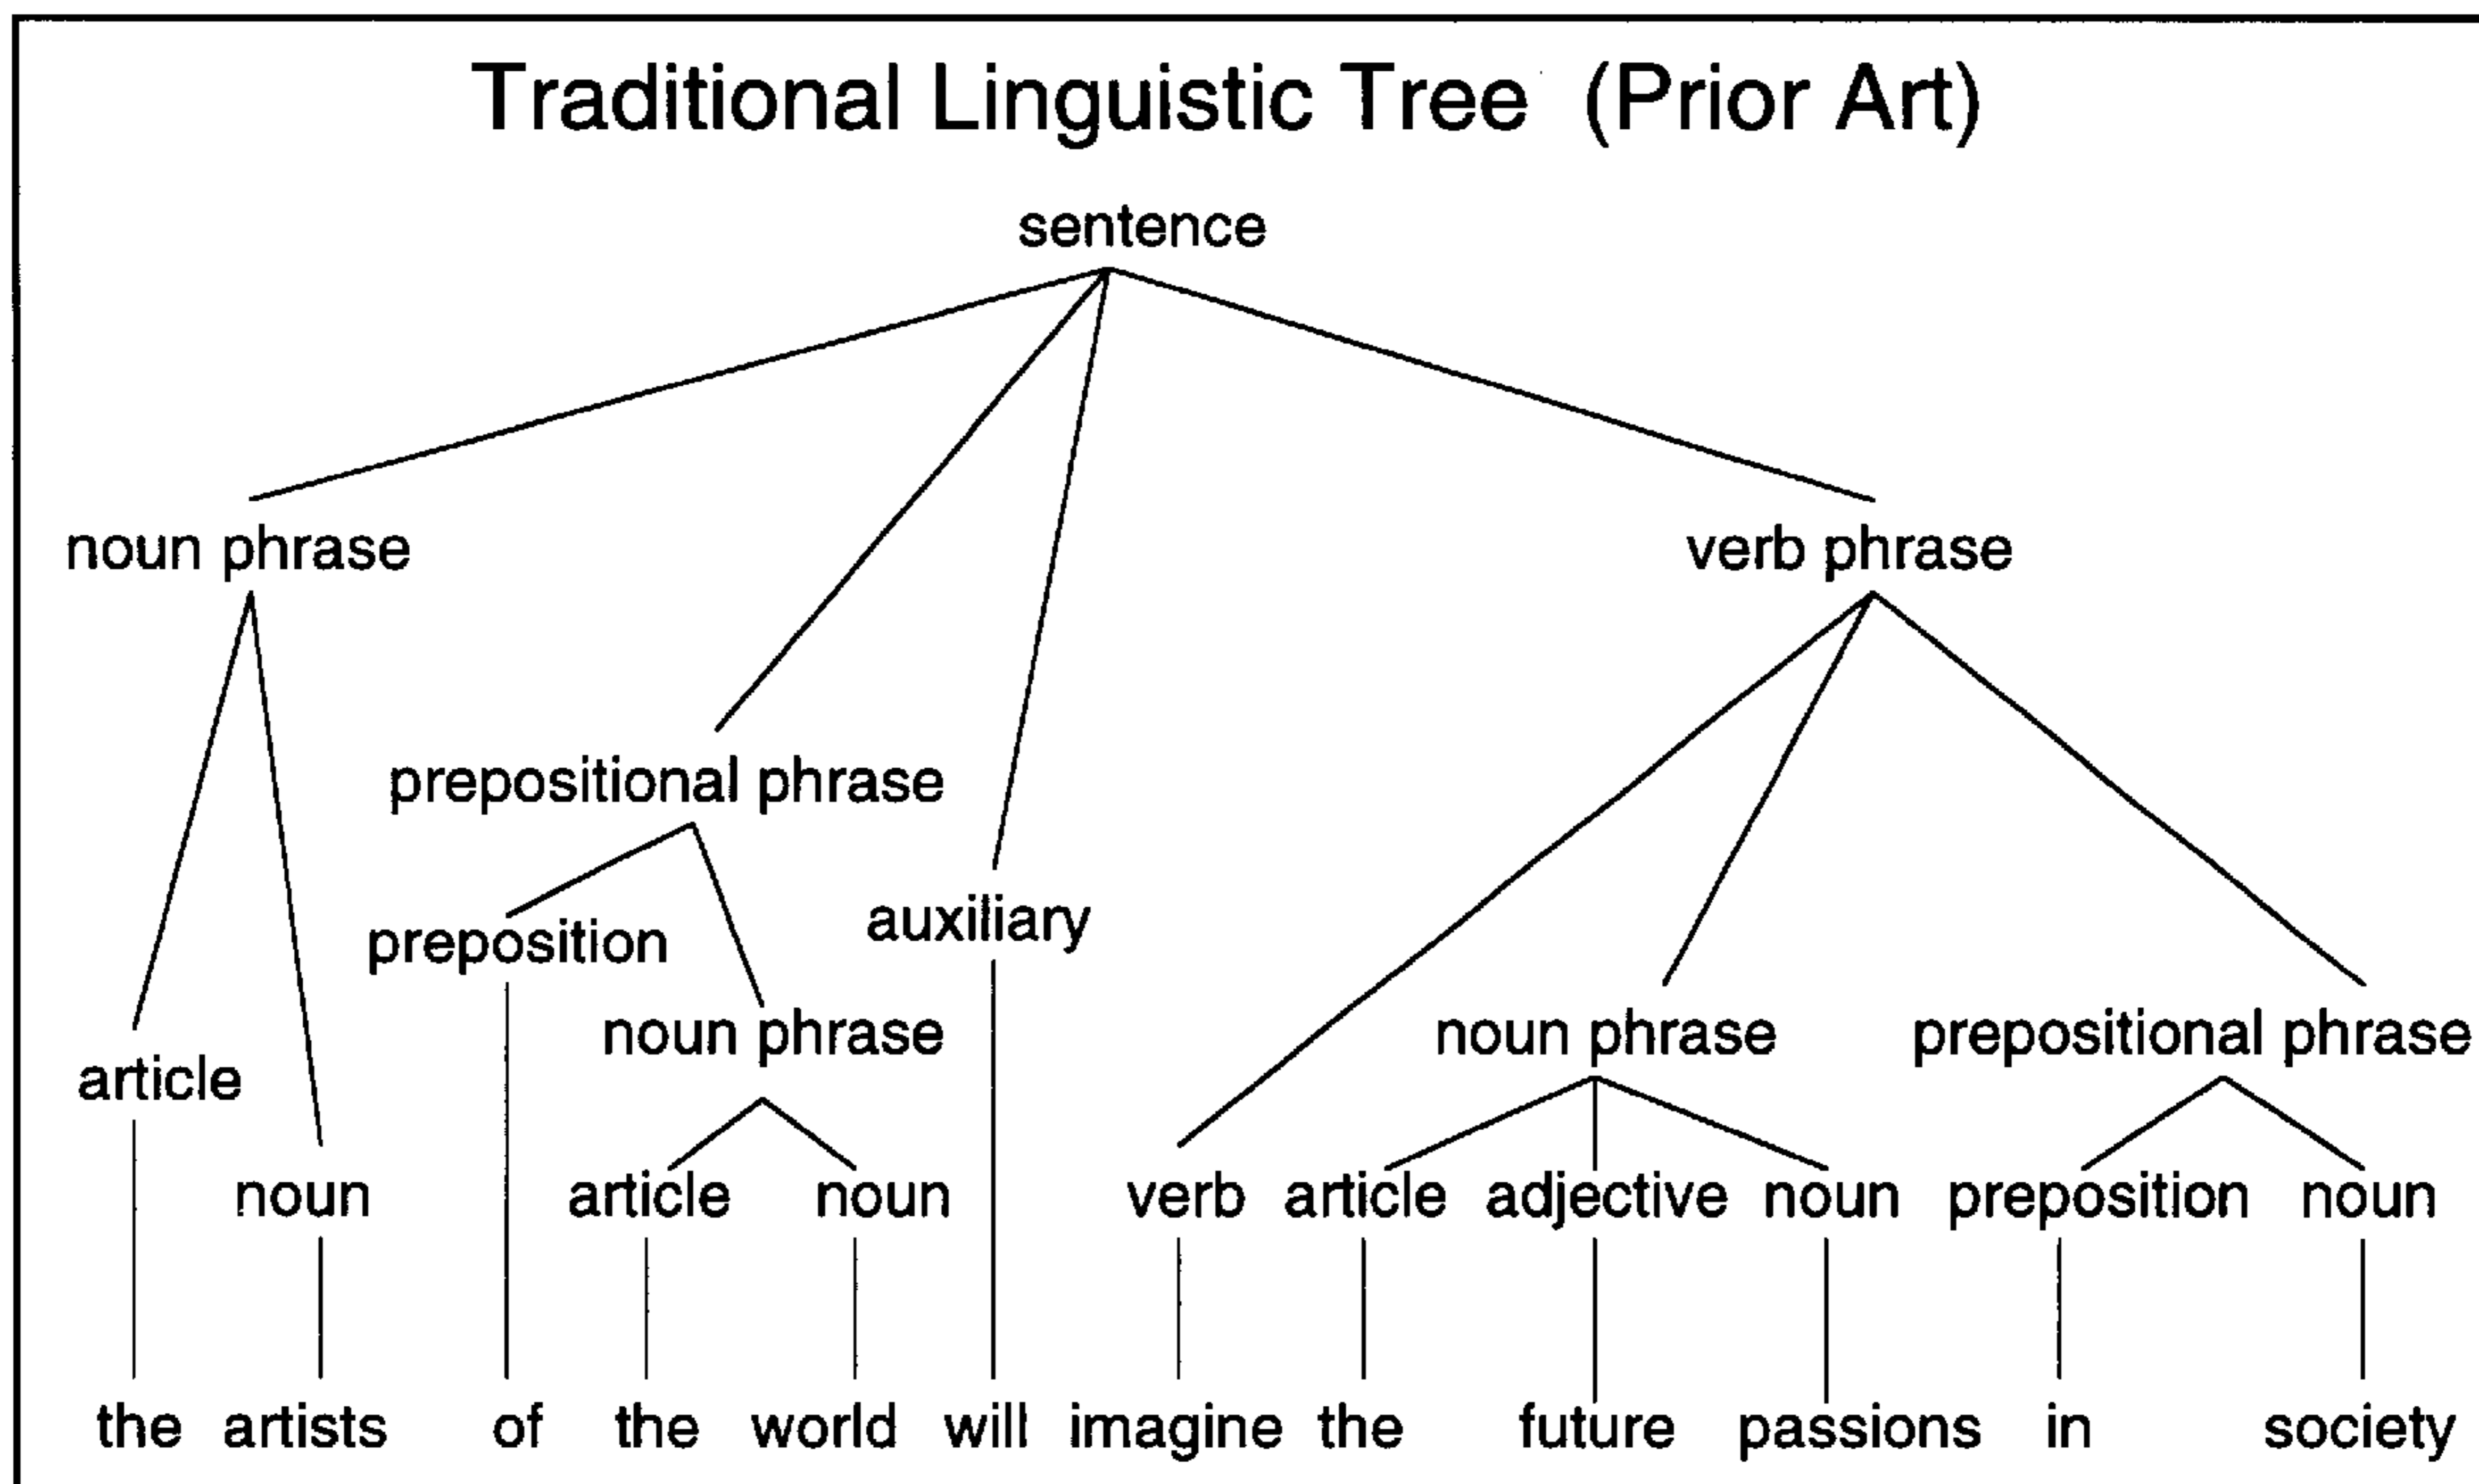 Traditional Linguistic Tree (Prior Art)
sentence
noun phrase verb phrase
prepositional phrase
auxiliary
preposition
noun phrase noun phrase prepositional phrase
article
noun article noun verb article adjective noun preposition noun
the artists of the world will imagine the future passions in society